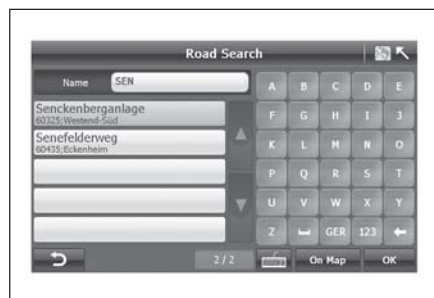 Road Search
Name SEN
Senckenberganlage
60325;Westend-Süd
Senefelderweg
60435;Eckenheim
A B C D E
F G H I J
K L M N O
P Q R S T
U V W X Y
Z GER 123
2 / 2 On Map OK